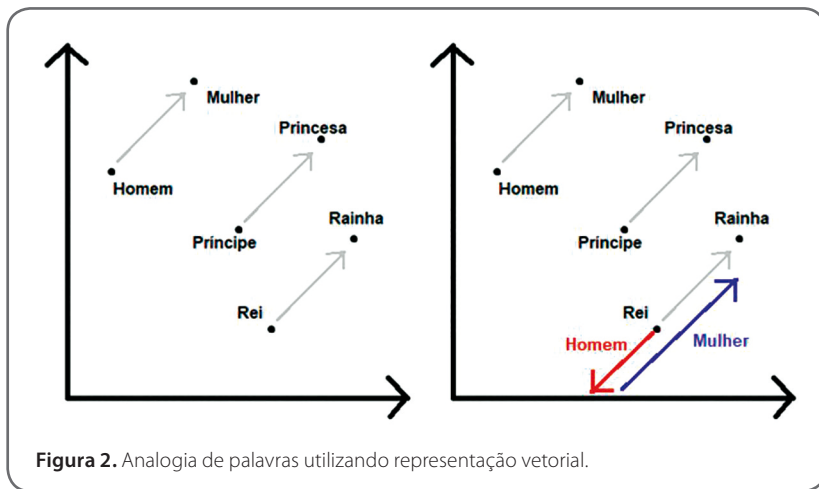 Mulher
Princesa
Homem
Rainha
Príncipe
Rei
Mulher
Princesa
Homem
Rainha
Príncipe
Rei
Homem
Mulher
Figura 2. Analogia de palavras utilizando representação vetorial.